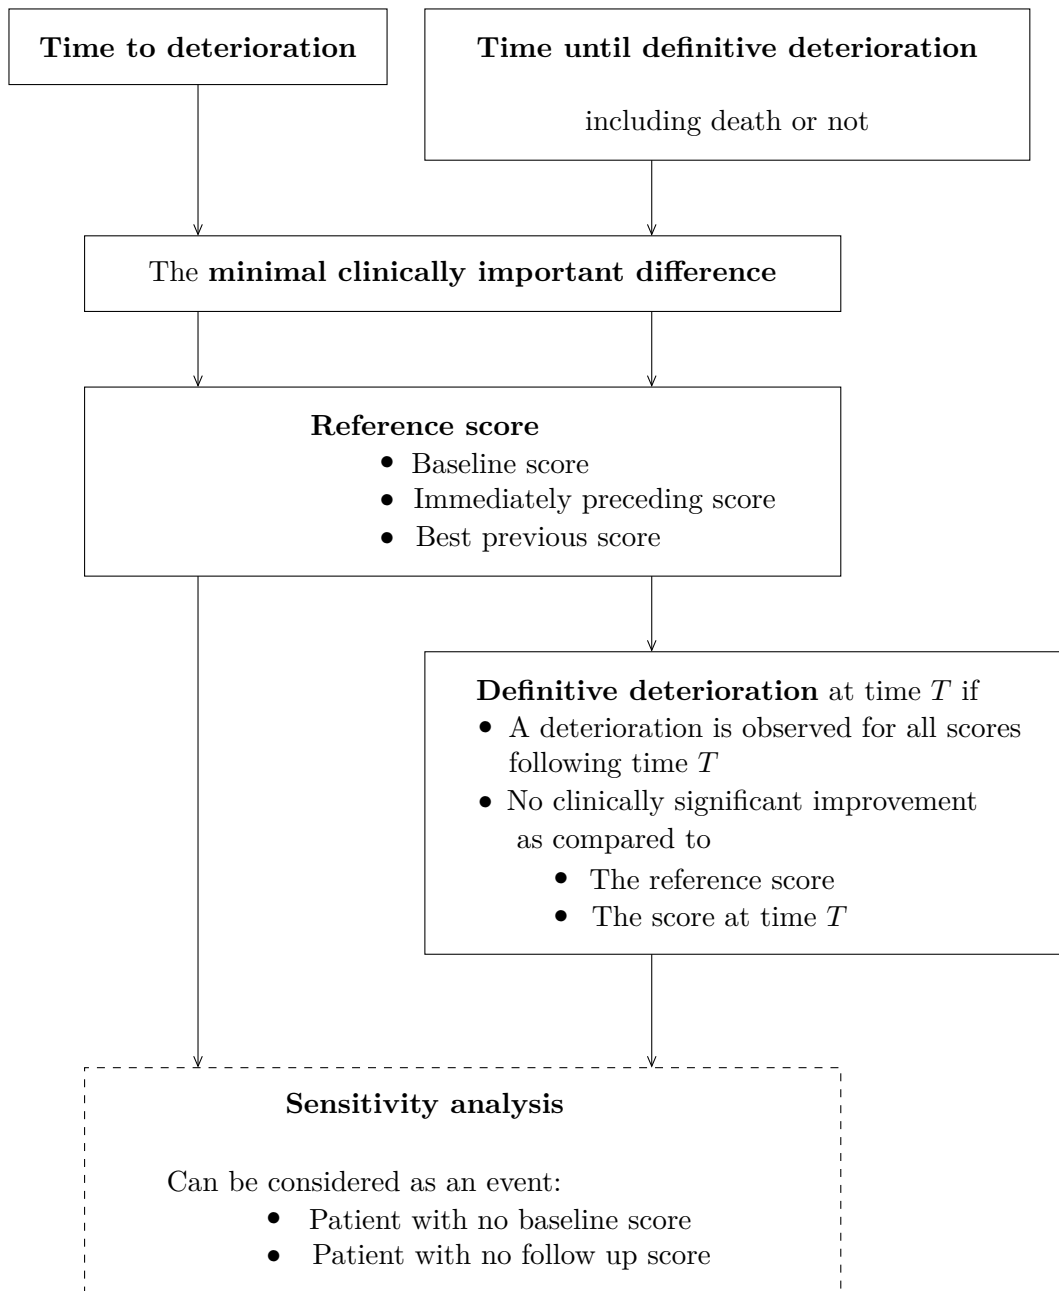 Time to deterioration
Time until definitive deterioration
including death or not
The minimal clinically important difference
Reference score
• Baseline score
• Immediately preceding score
• Best previous score
Definitive deterioration at time T if
• A deterioration is observed for all scores
following time T
• No clinically significant improvement
as compared to
• The reference score
• The score at time T
Sensitivity analysis
Can be considered as an event:
• Patient with no baseline score
• Patient with no follow up score